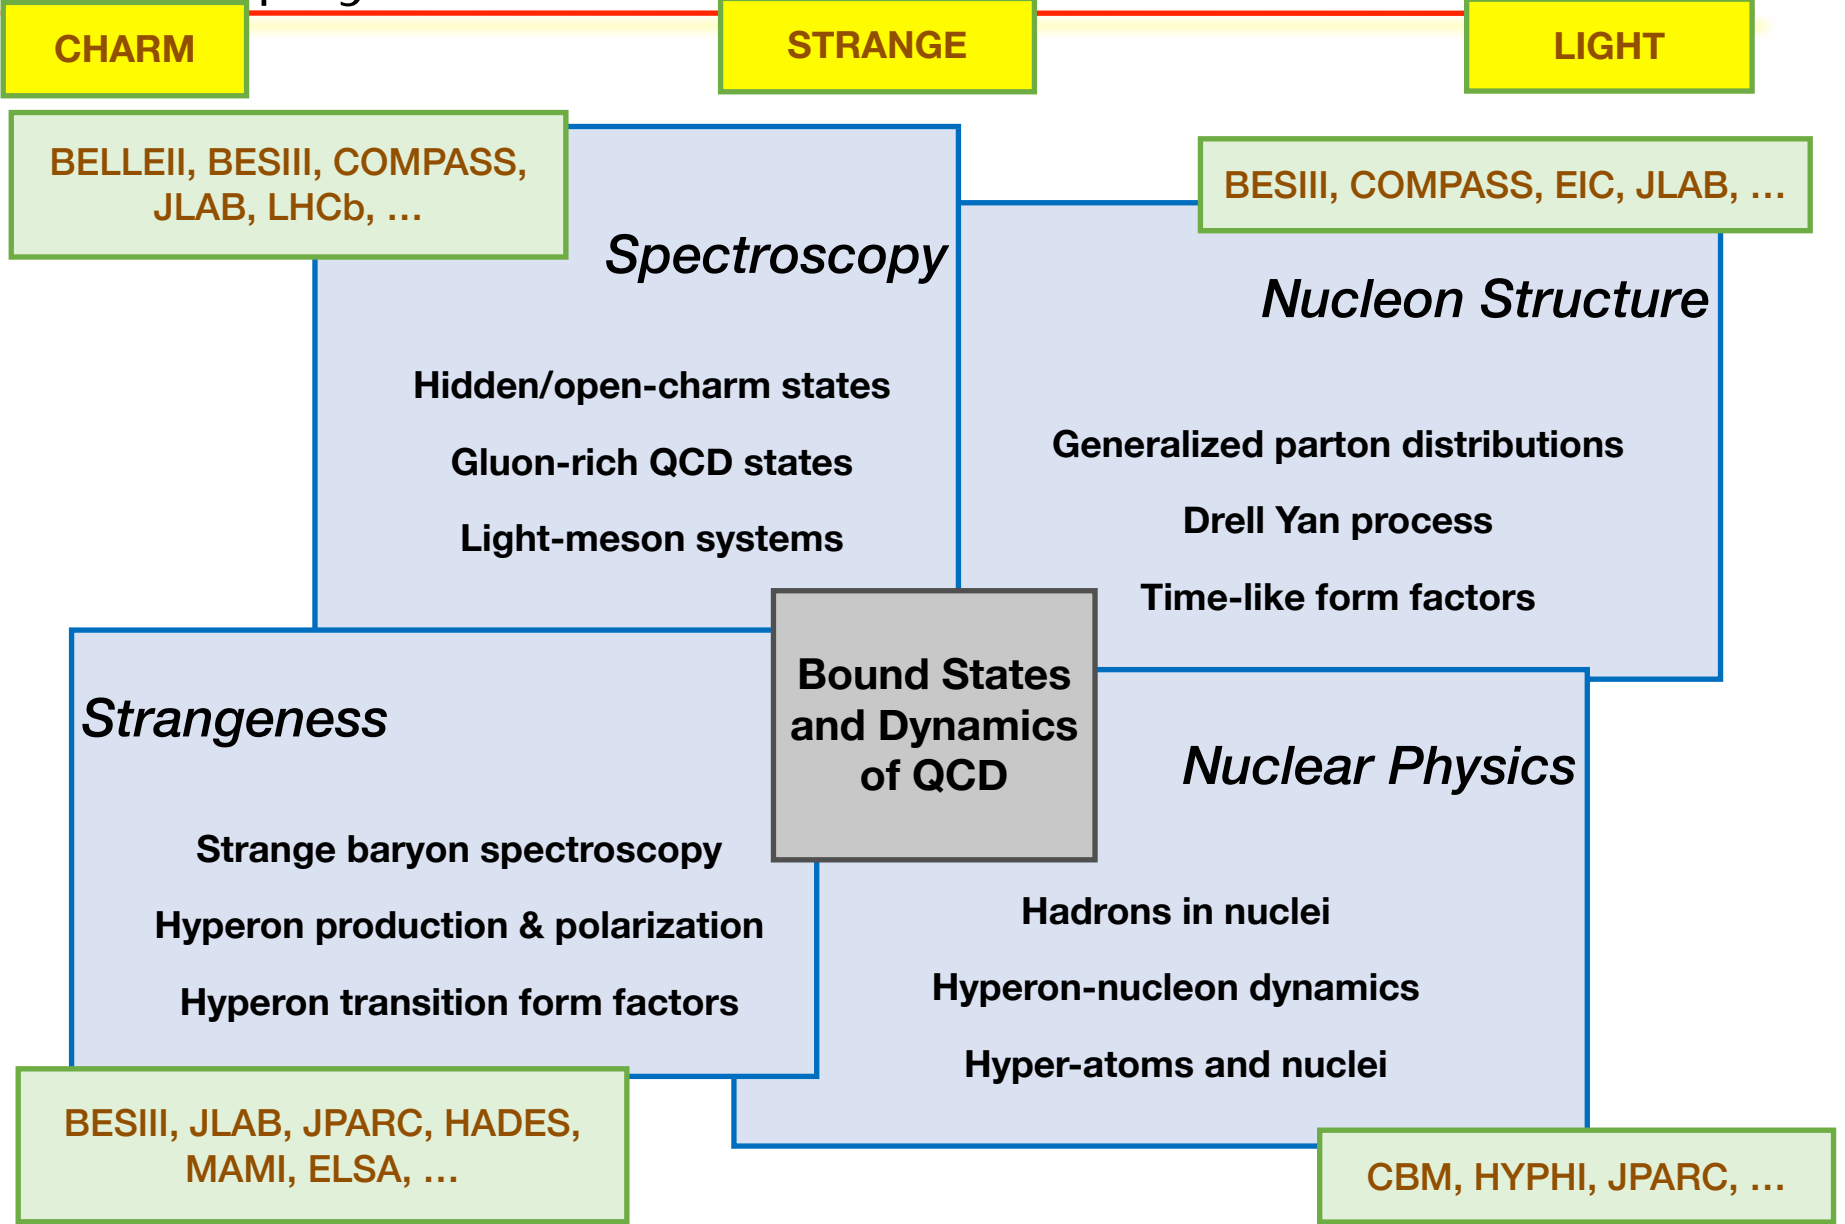 CHARM
STRANGE
LIGHT
BELLEII, BESIII, COMPASS,
JLAB, LHCb, …
BESIII, COMPASS, EIC, JLAB, …
Spectroscopy
Hidden/open-charm states
Gluon-rich QCD states
Light-meson systems
Nucleon Structure
Generalized parton distributions
Drell Yan process
Time-like form factors
Bound States
and Dynamics
of QCD
Strangeness
Strange baryon spectroscopy
Hyperon production & polarization
Hyperon transition form factors
Nuclear Physics
Hadrons in nuclei
Hyperon-nucleon dynamics
Hyper-atoms and nuclei
BESIII, JLAB, JPARC, HADES,
MAMI, ELSA, …
CBM, HYPHI, JPARC, …